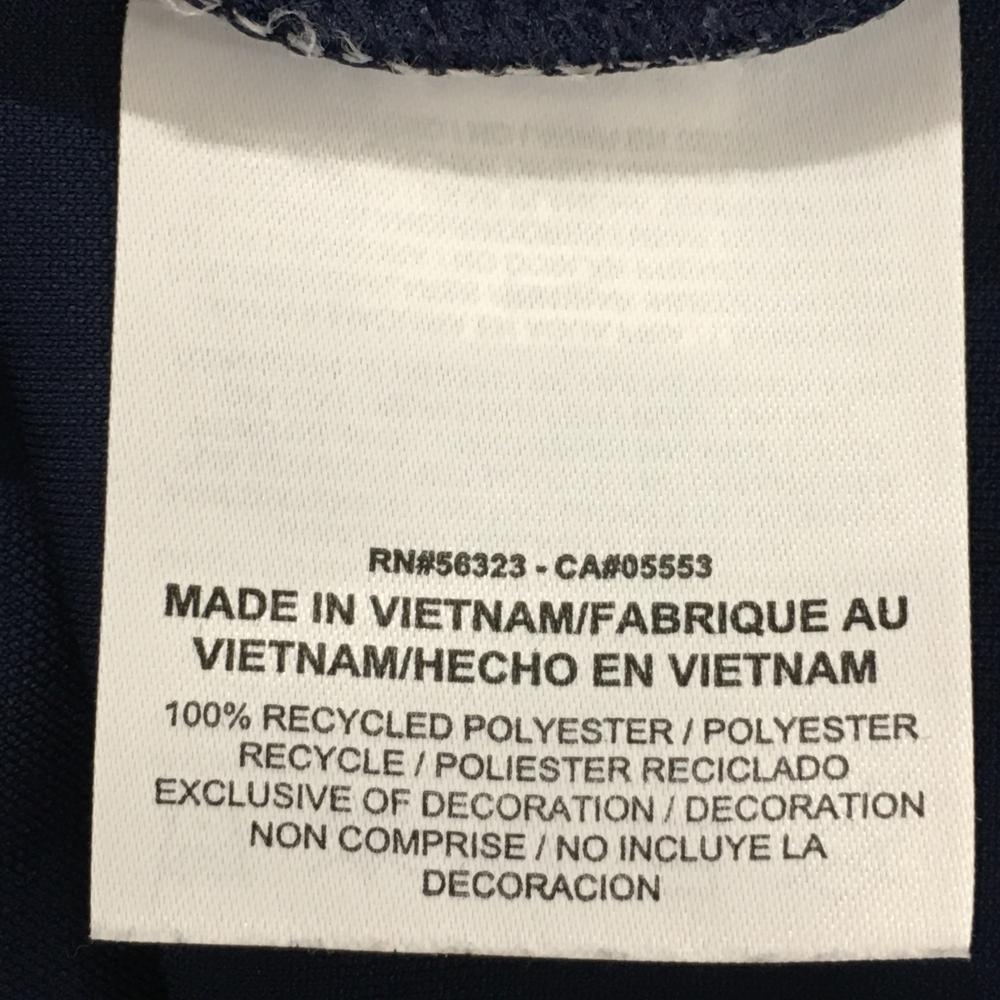 RN#56323 - CA#05553
MADE IN VIETNAM/FABRIQUE AU
VIETNAM/HECHO EN VIETNAM
100% RECYCLED POLYESTER / POLYESTER
RECYCLE / POLIESTER RECICLADO
EXCLUSIVE OF DECORATION / DECORATION
NON COMPRISE / NO INCLUYE LA
DECORACION